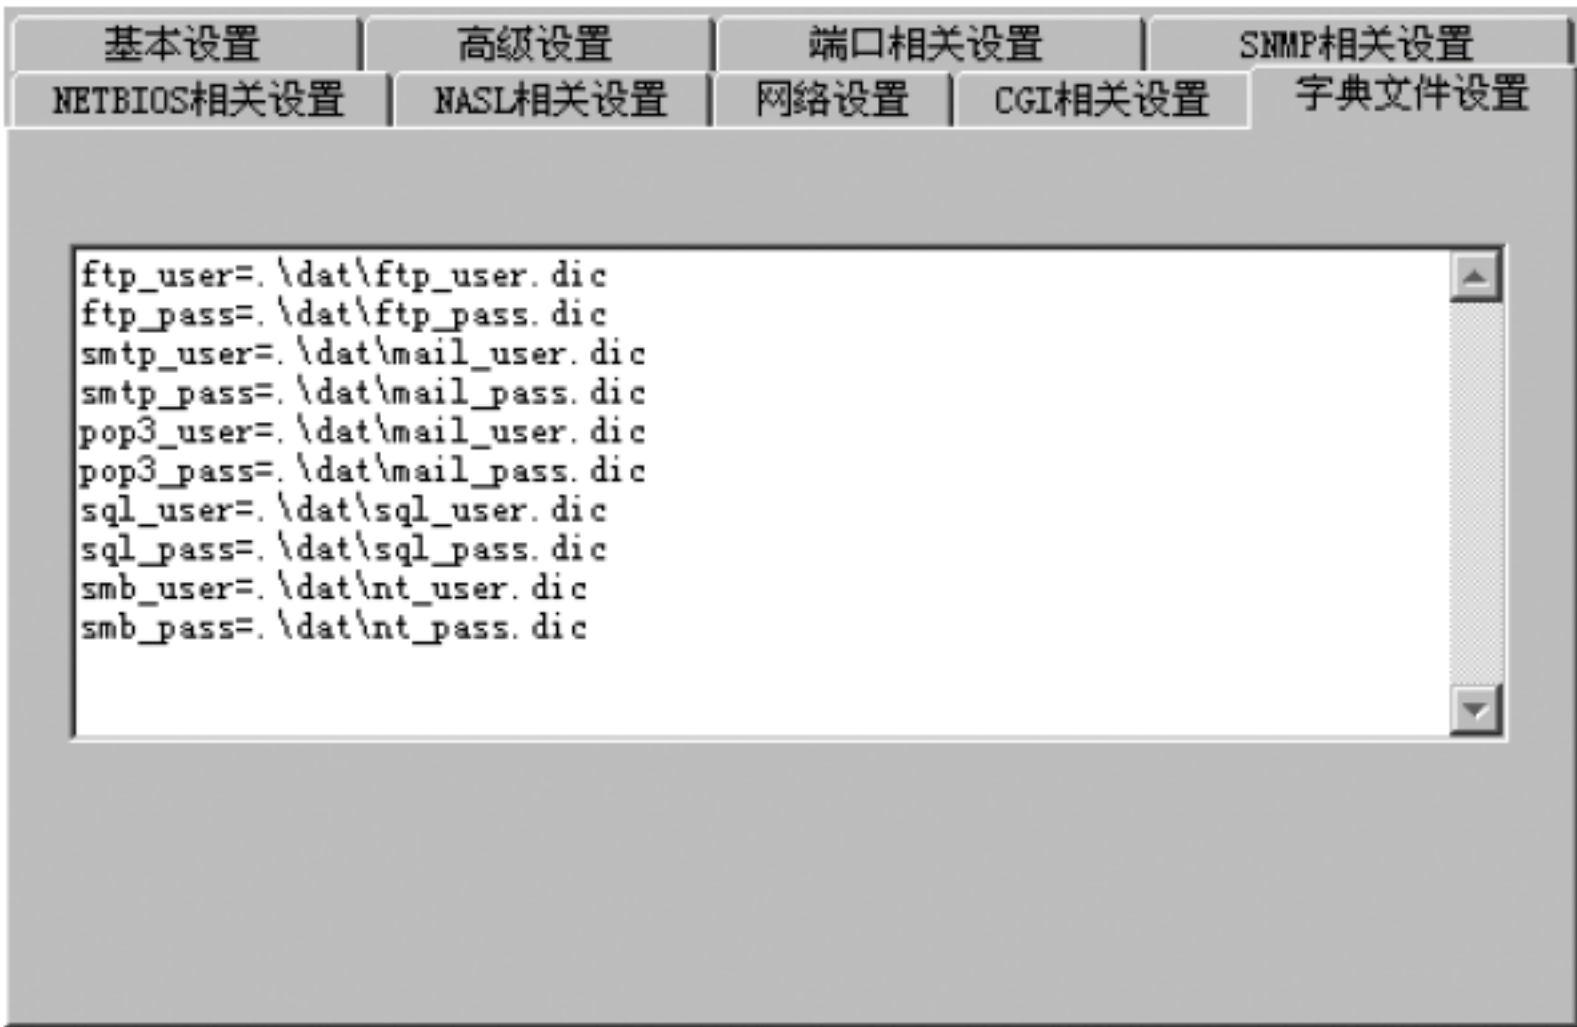 基本设置 高级设置 端口相关设置 SNMP相关设置
NETBIOS相关设置 NASL相关设置 网络设置 CGI相关设置 字典文件设置
ftp_user=.\dat\ftp_user.dic
ftp_pass=.\dat\ftp_pass.dic
smtp_user=.\dat\mail_user.dic
smtp_pass=.\dat\mail_pass.dic
pop3_user=.\dat\mail_user.dic
pop3_pass=.\dat\mail_pass.dic
sql_user=.\dat\sql_user.dic
sql_pass=.\dat\sql_pass.dic
smb_user=.\dat\nt_user.dic
smb_pass=.\dat\nt_pass.dic